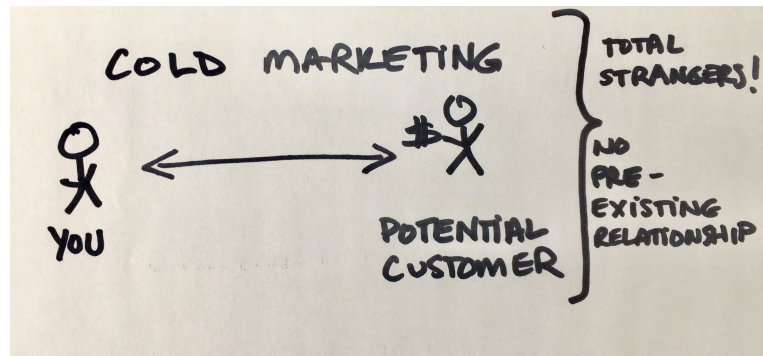 COLD MARKETING
YOU
$
POTENTIAL
CUSTOMER
TOTAL
STRANGERS!
NO
PRE-
EXISTING
RELATIONSHIP